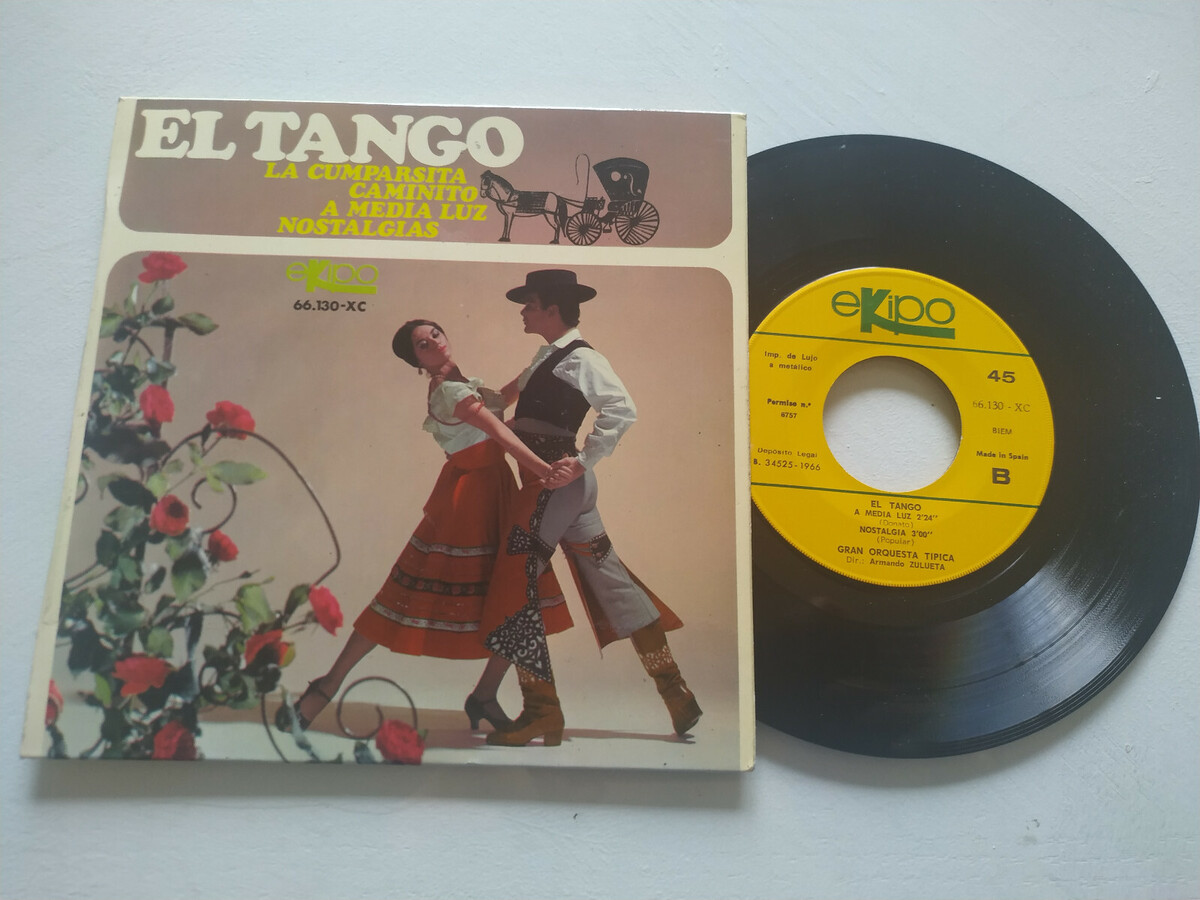 EL TANGO
LA CUMPARSITA
CAMINITO
A MEDIA LUZ
NOSTALGIAS
eKipo
66.130-XC
eKipo
Imp. de Lujo
a metálico
45
66.130 - XC
Permiso n.º
6757
BIEM
Depósito Legal
B. 34525-1966
Made in Spain
B
EL TANGO
A MEDIA LUZ 2'24"
(Donato)
NOSTALGIA 3'00"
(Popular)
GRAN ORQUESTA TIPICA
Dir.: Armando ZULUETA